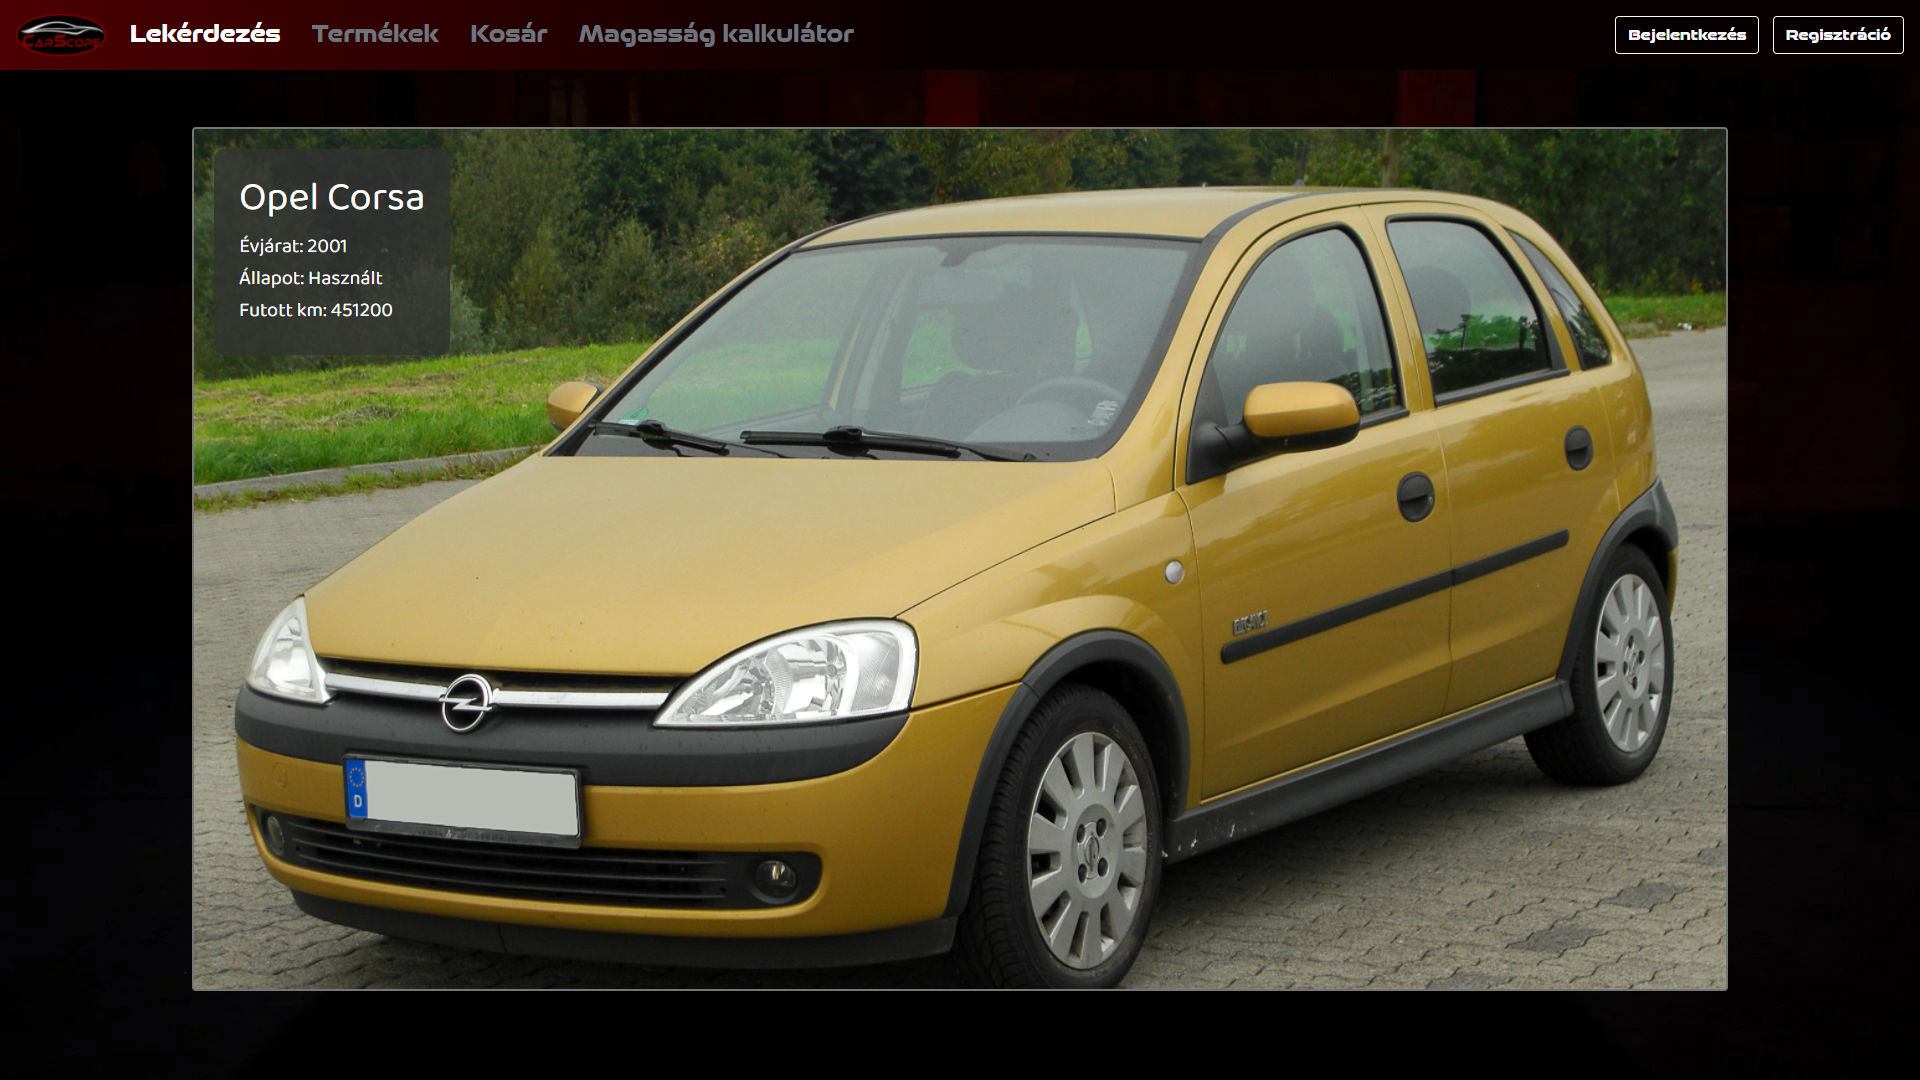 CarScope
Lekérdezés
Termékek
Kosár
Magasság kalkulátor
Bejelentkezés
Regisztráció
Opel Corsa
Évjárat: 2001
Állapot: Használt
Futott km: 451200
D